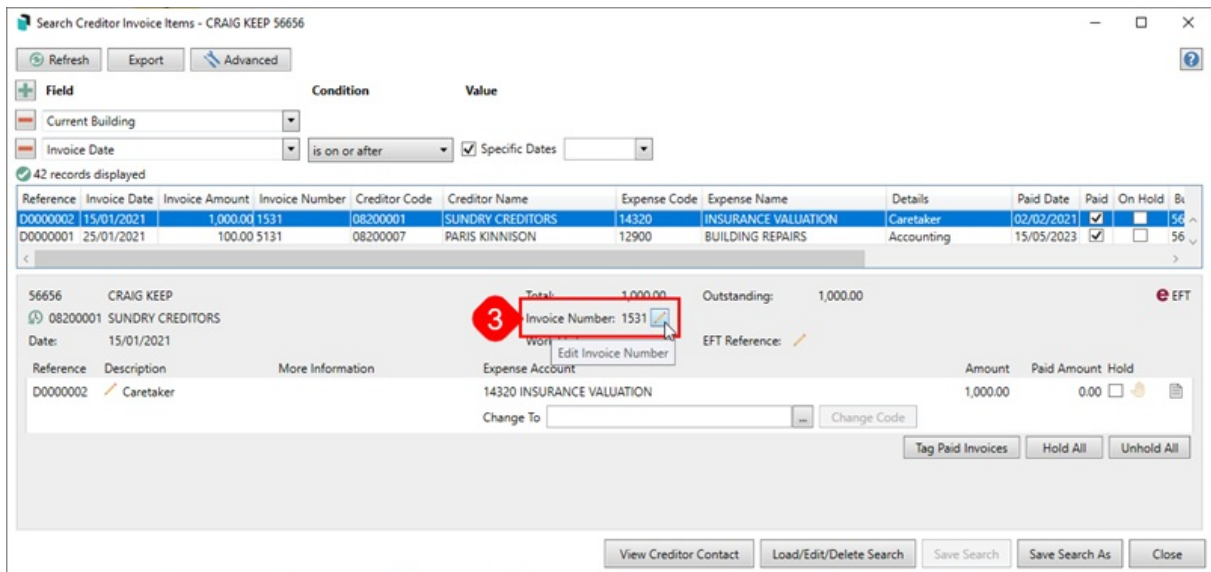 Search Creditor Invoice Items - CRAIG KEEP 56656
Refresh Export Advanced
Field Condition Value
Current Building
Invoice Date is on or after Specific Dates
42 records displayed
Reference Invoice Date Invoice Amount Invoice Number Creditor Code Creditor Name Expense Code Expense Name Details Paid Date Paid On Hold
D0000002 15/01/2021 1,000.00 1531 08200001 SUNDRY CREDITORS 14320 INSURANCE VALUATION Caretaker 02/02/2021 56
D0000001 25/01/2021 100.00 5131 08200007 PARIS KINNISON 12900 BUILDING REPAIRS Accounting 15/05/2023 56
56656 CRAIG KEEP Total: 1,000.00 Outstanding: 1,000.00 e EFT
08200001 SUNDRY CREDITORS 3 Invoice Number: 1531
Date: 15/01/2021 EFT Reference:
Edit Invoice Number
Reference Description More Information Expense Account Amount Paid Amount Hold
D0000002 Caretaker 14320 INSURANCE VALUATION 1,000.00 0.00
Change To ... Change Code
Tag Paid Invoices Hold All Unhold All
View Creditor Contact Load/Edit/Delete Search Save Search Save Search As Close